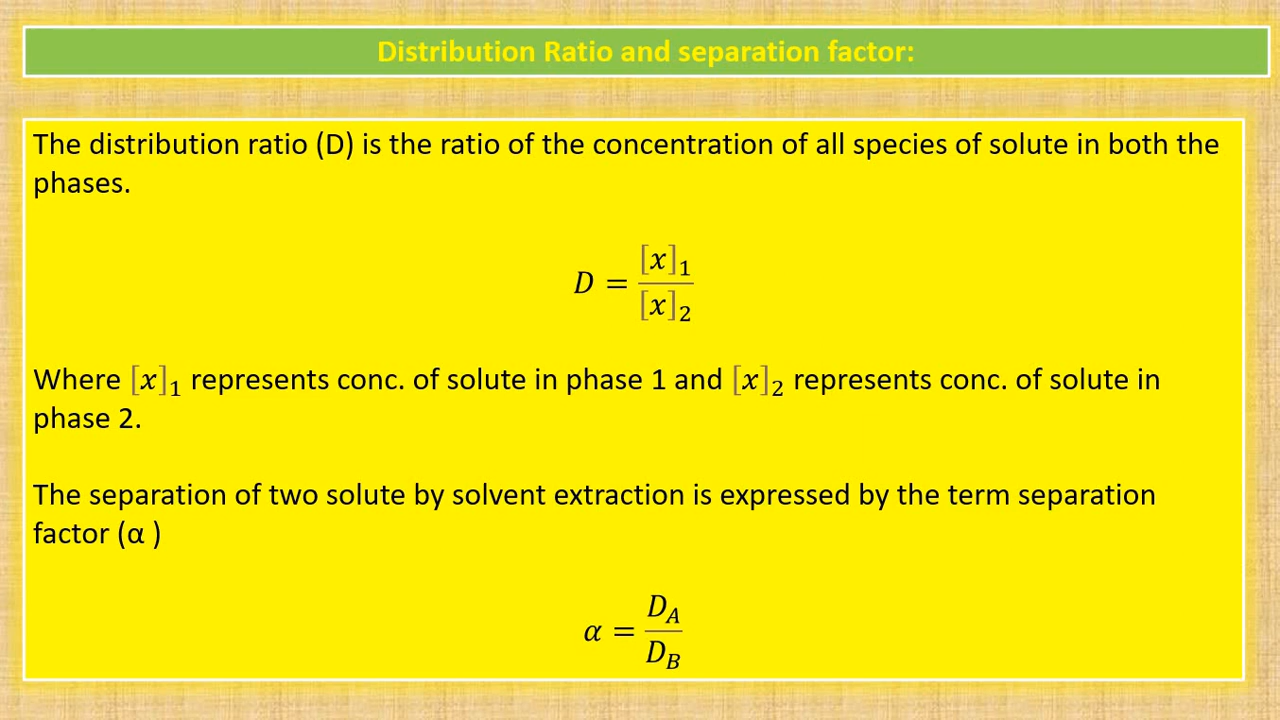 Distribution Ratio and separation factor:
The distribution ratio (D) is the ratio of the concentration of all species of solute in both the
phases.
D = [x]₁ / [x]₂
Where [x]₁ represents conc. of solute in phase 1 and [x]₂ represents conc. of solute in
phase 2.
The separation of two solute by solvent extraction is expressed by the term separation
factor (α )
α = D_A / D_B